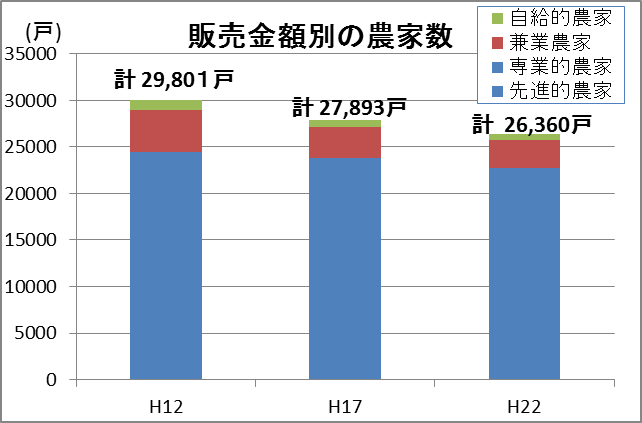 (戸)
販売金額別の農家数
自給的農家
兼業農家
専業的農家
先進的農家
35000
30000
25000
20000
15000
10000
5000
0
計 29,801戸
計 27,893戸
計 26,360戸
H12
H17
H22